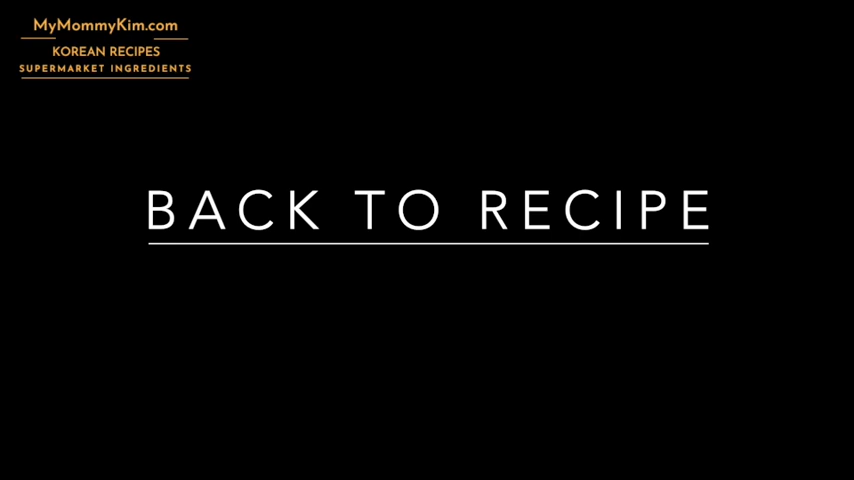 MyMommyKim.com
KOREAN RECIPES
SUPERMARKET INGREDIENTS
BACK TO RECIPE